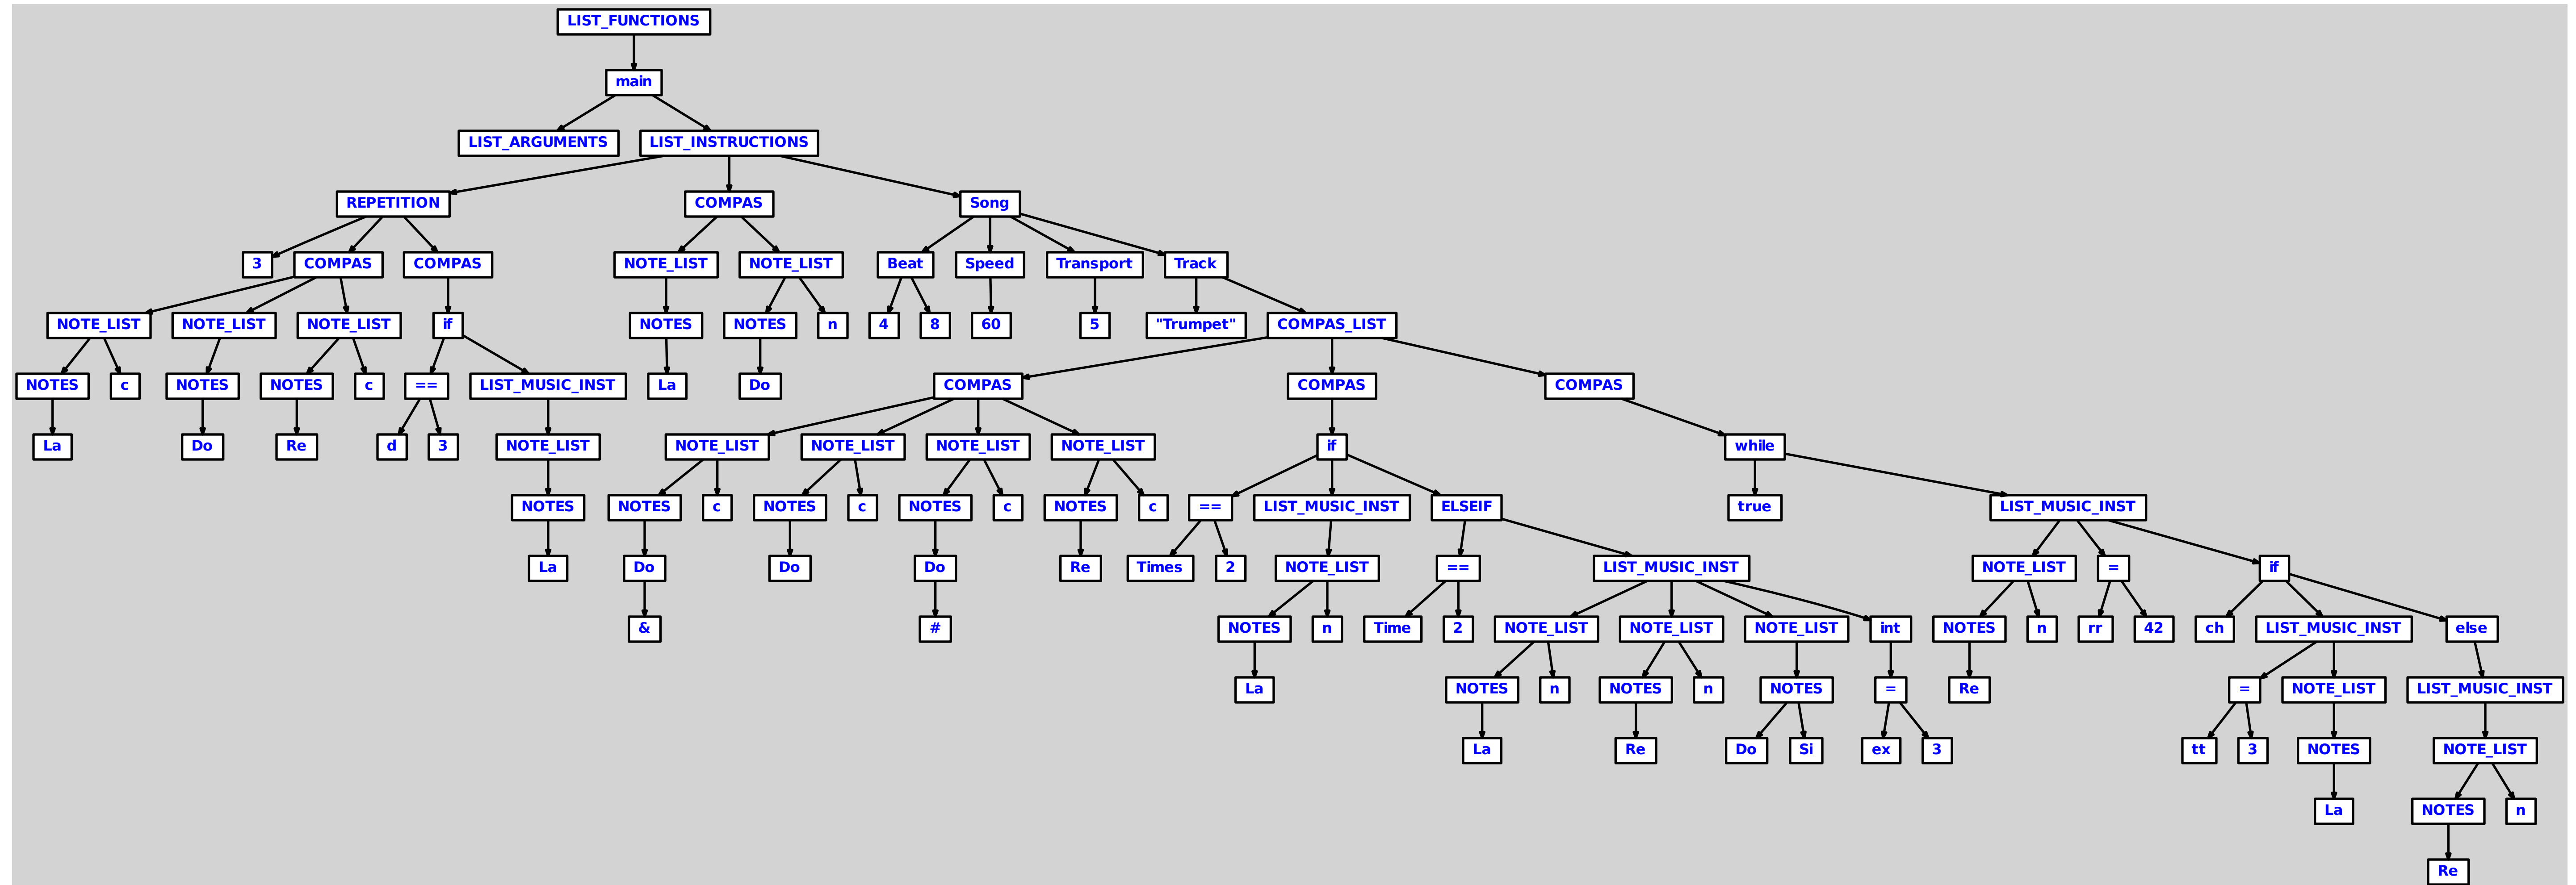 LIST_FUNCTIONS
main
LIST_ARGUMENTS LIST_INSTRUCTIONS
REPETITION COMPAS Song
3 COMPAS COMPAS NOTE_LIST NOTE_LIST Beat Speed Transport Track
NOTE_LIST NOTE_LIST NOTE_LIST if NOTES NOTES n 4 8 60 5 "Trumpet" COMPAS_LIST
NOTES c NOTES NOTES c == LIST_MUSIC_INST La Do COMPAS COMPAS COMPAS
La Do Re d 3 NOTE_LIST NOTE_LIST NOTE_LIST NOTE_LIST NOTE_LIST if while
NOTES NOTES c NOTES c NOTES c NOTES c == LIST_MUSIC_INST ELSEIF true LIST_MUSIC_INST
La Do Do Do Re Times 2 NOTE_LIST == LIST_MUSIC_INST NOTE_LIST = if
& # NOTES n Time 2 NOTE_LIST NOTE_LIST NOTE_LIST int NOTES n rr 42 ch LIST_MUSIC_INST else
La NOTES n NOTES n NOTES = Re = NOTE_LIST LIST_MUSIC_INST
La Re Do Si ex 3 tt 3 NOTES NOTE_LIST
La NOTES n
Re